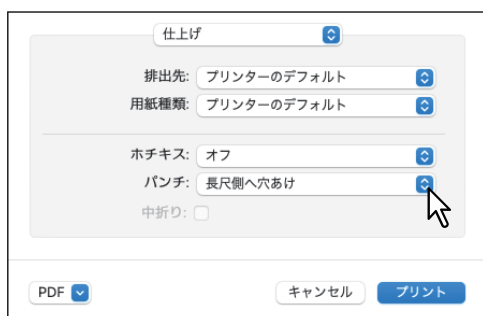 仕上げ
排出先: プリンターのデフォルト
用紙種類: プリンターのデフォルト
ホチキス: オフ
パンチ: 長尺側へ穴あけ
中折り:
PDF キャンセル プリント